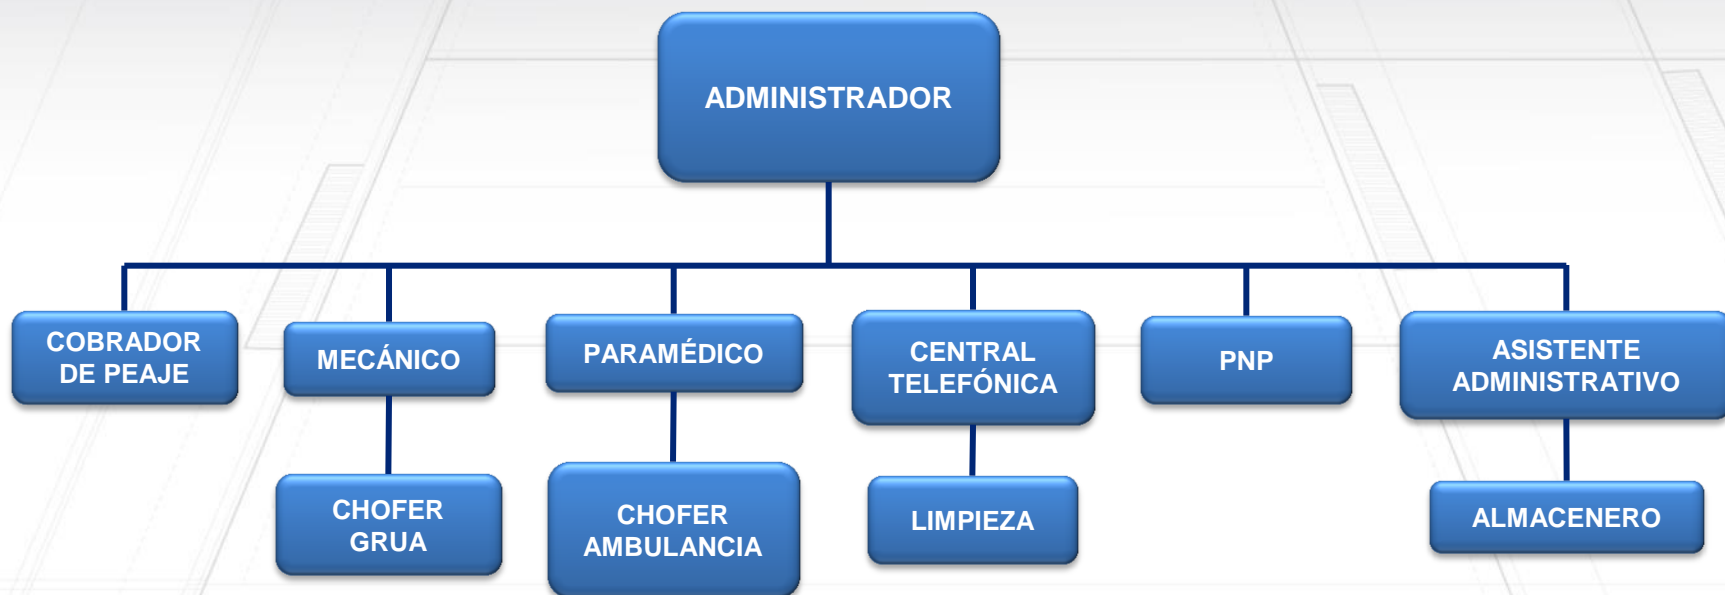 ADMINISTRADOR
COBRADOR
DE PEAJE
MECÁNICO
PARAMÉDICO
CENTRAL
TELEFÓNICA
PNP
ASISTENTE
ADMINISTRATIVO
CHOFER
GRUA
CHOFER
AMBULANCIA
LIMPIEZA
ALMACENERO